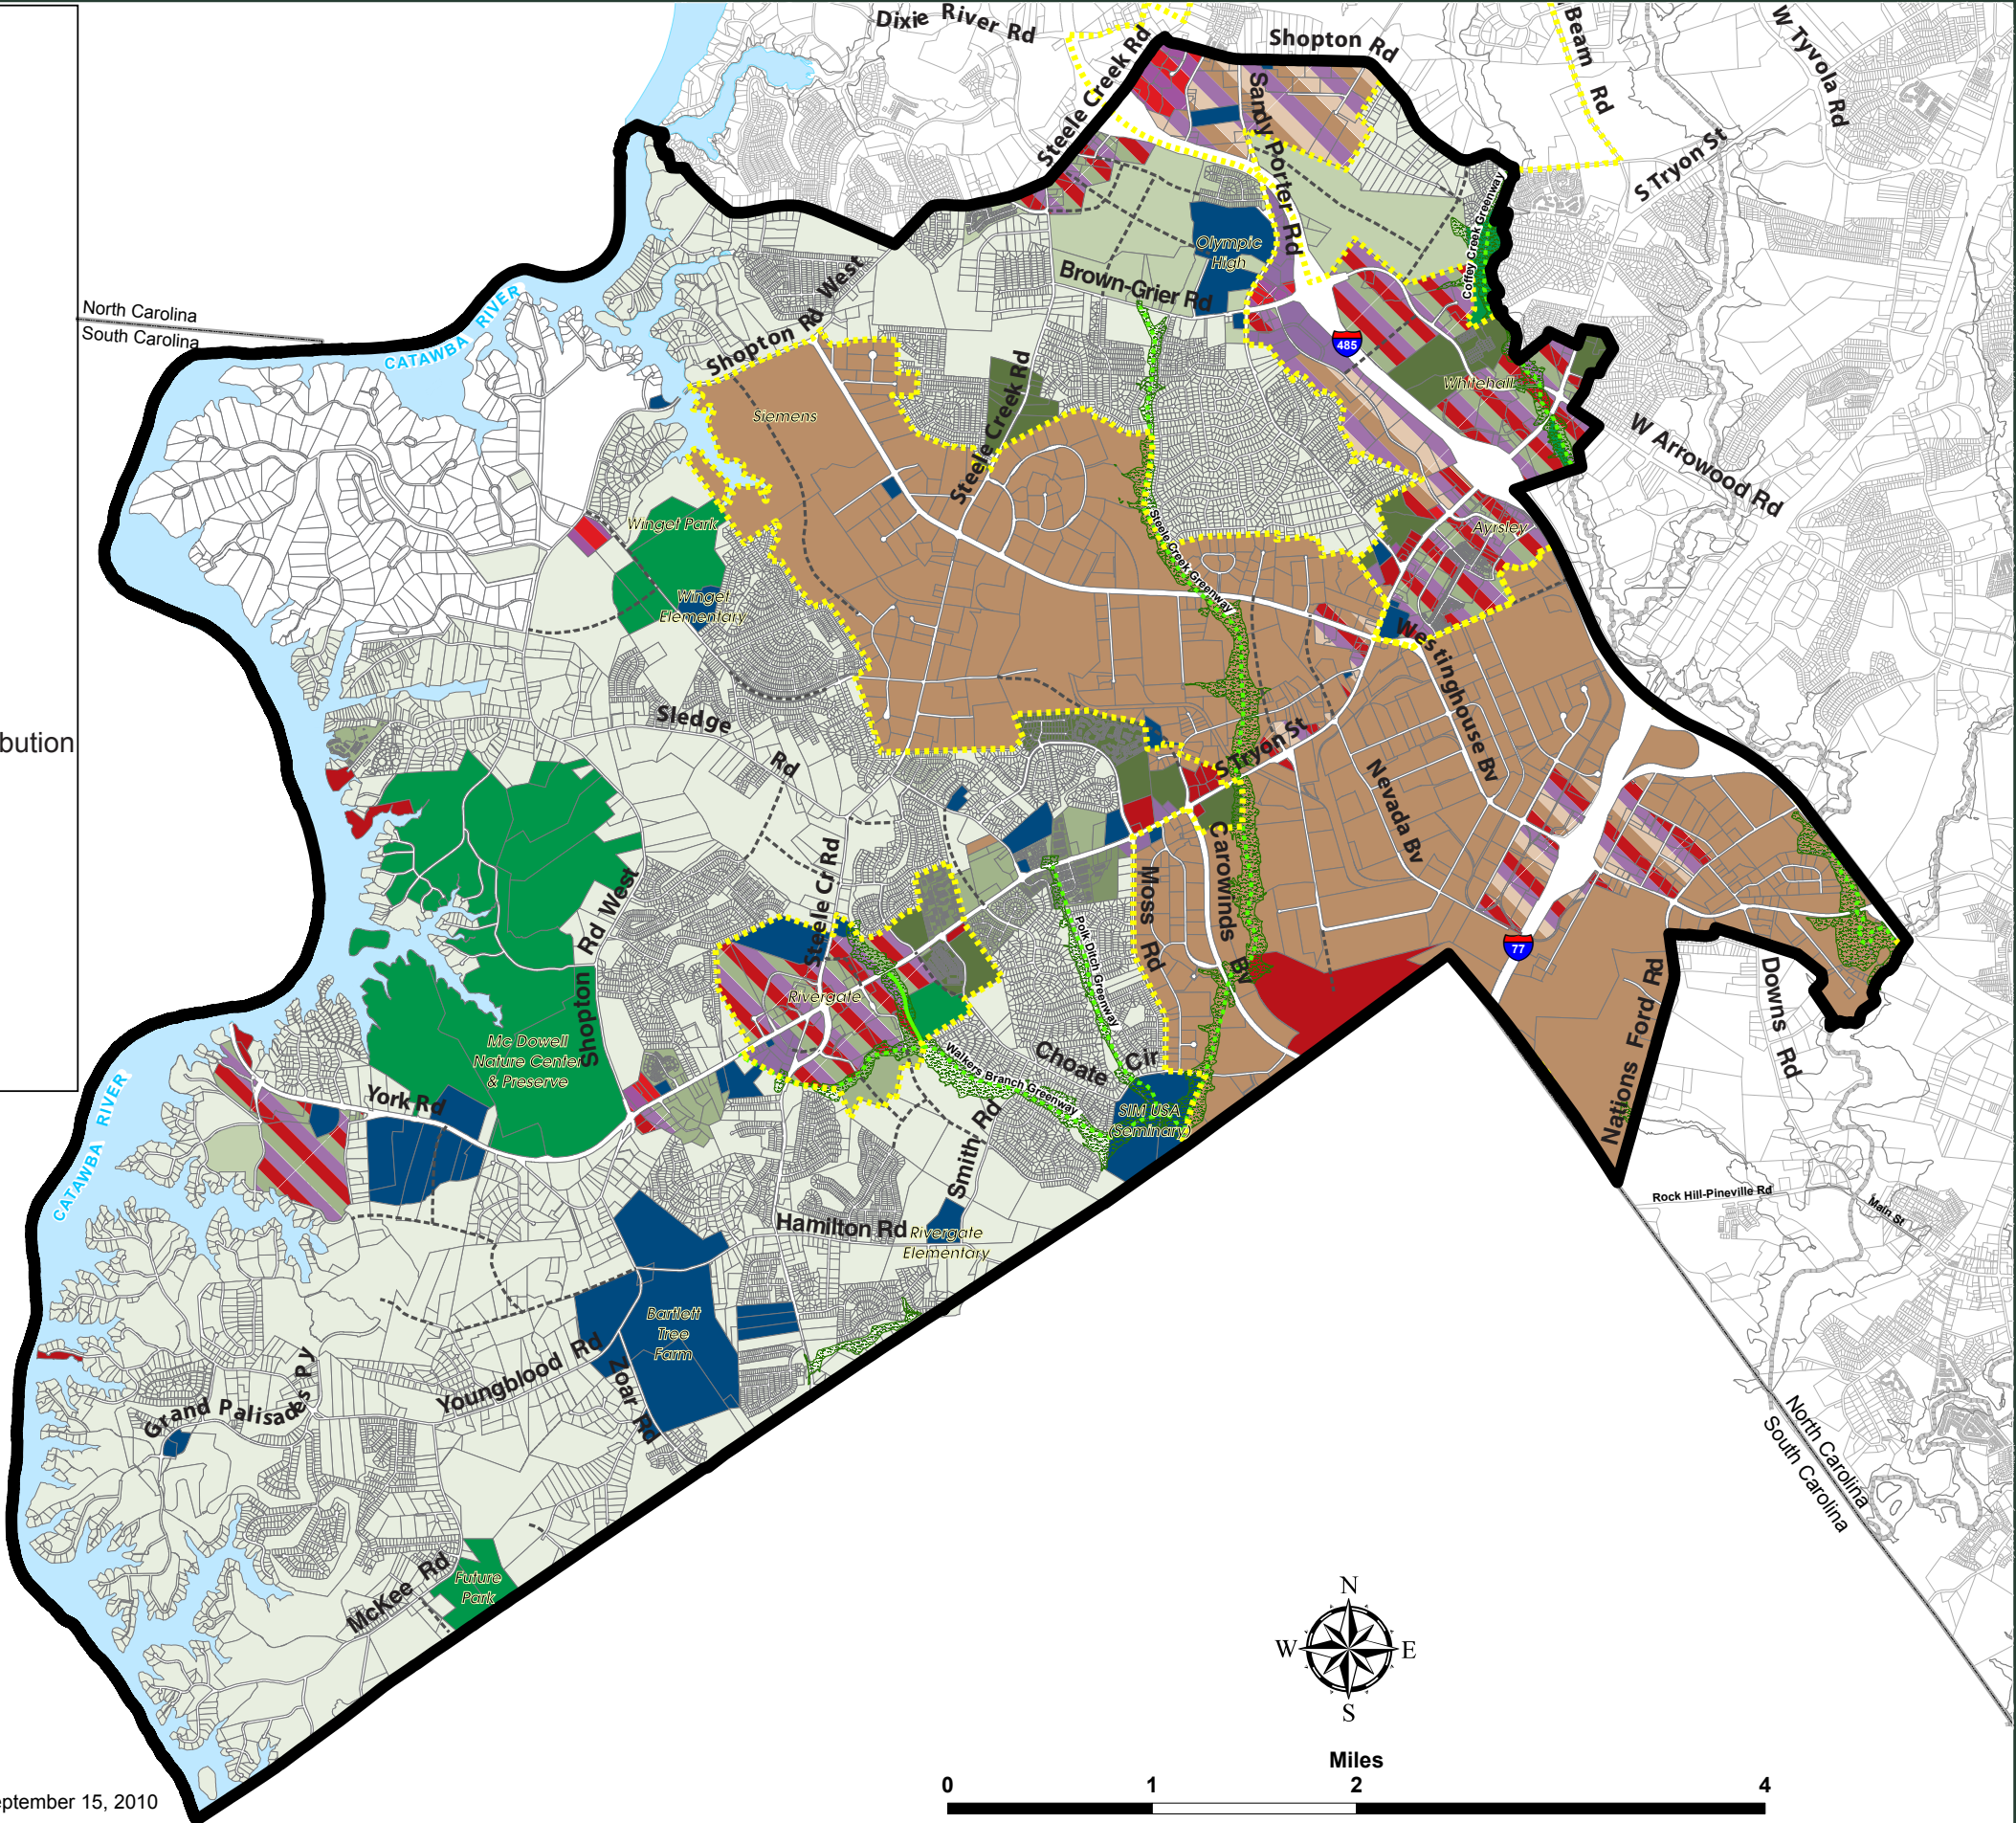 Dixie River Rd
Shopton Rd
Beam Rd
W Tyvola Rd
Steele Creek Rd
Sandy Porter Rd
S Tryon St
Coffey Creek Greenway
Olympic
High
Brown-Grier Rd
North Carolina
South Carolina
CATAWBA RIVER
Shopton Rd West
485
Whitehall
Siemens
Steele Creek Rd
W Arrowood Rd
Winget Park
Ayrsley
Steele Creek Greenway
Winget
Elementary
Westinghouse Bv
Sledge Rd
bution
S Tryon St
Nevada Bv
Carowinds Bv
Moss Rd
Steele Cr Rd
Shopton Rd West
Polk Ditch Greenway
77
Rivergate
Nations Ford Rd
Downs Rd
Mc Dowell
Nature Center
& Preserve
Choate Cir
Walkers Branch Greenway
York Rd
CATAWBA RIVER
SIM USA
(Seminary)
Smith Rd
Rock Hill-Pineville Rd
Main St
Hamilton Rd
Rivergate
Elementary
Bartlett
Tree
Farm
Youngblood Rd
Zoar Rd
Grand Palisades Py
North Carolina
South Carolina
McKee Rd
Future
Park
N
W
E
S
Miles
0 1 2 4
eptember 15, 2010